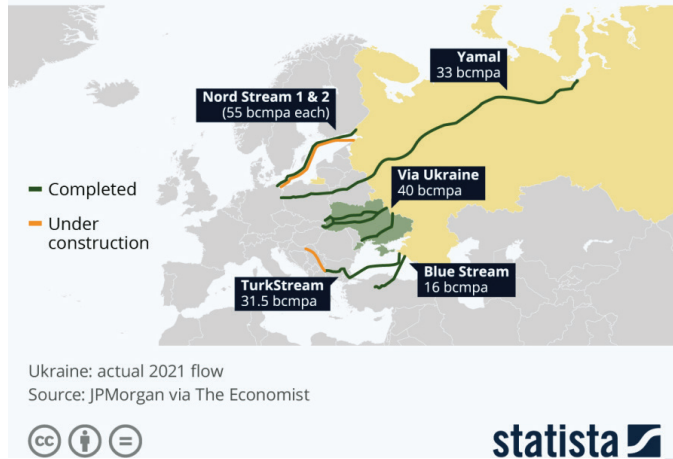 Yamal
33 bcmpa
Nord Stream 1 & 2
(55 bcmpa each)
Completed
Via Ukraine
40 bcmpa
Under
construction
TurkStream
31.5 bcmpa
Blue Stream
16 bcmpa
Ukraine: actual 2021 flow
Source: JPMorgan via The Economist
cc
statista